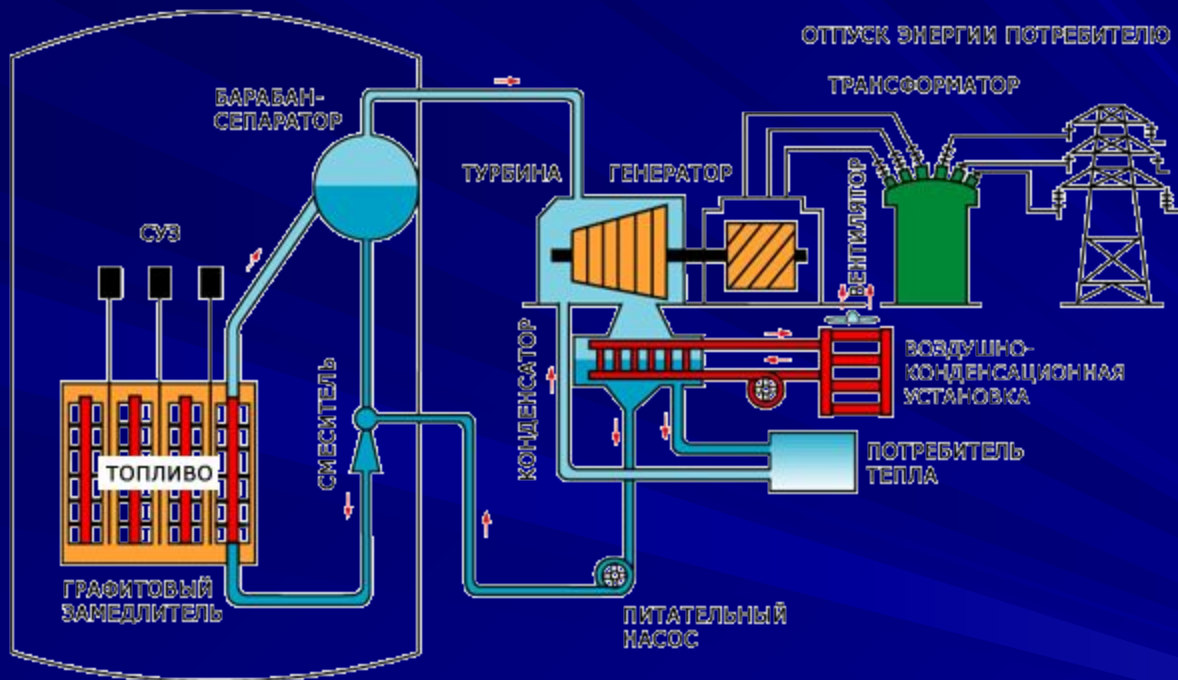 ОТПУСК ЭНЕРГИИ ПОТРЕБИТЕЛЮ
ТРАНСФОРМАТОР
БАРАБАН-
СЕПАРАТОР
ТУРБИНА
ГЕНЕРАТОР
ВЕНТИЛЯТОР
СУЗ
КОНДЕНСАТОР
ВОЗДУШНО-
КОНДЕНСАЦИОННАЯ
УСТАНОВКА
СМЕСИТЕЛЬ
ТОПЛИВО
ПОТРЕБИТЕЛЬ
ТЕПЛА
ГРАФИТОВЫЙ
ЗАМЕДЛИТЕЛЬ
ПИТАТЕЛЬНЫЙ
НАСОС